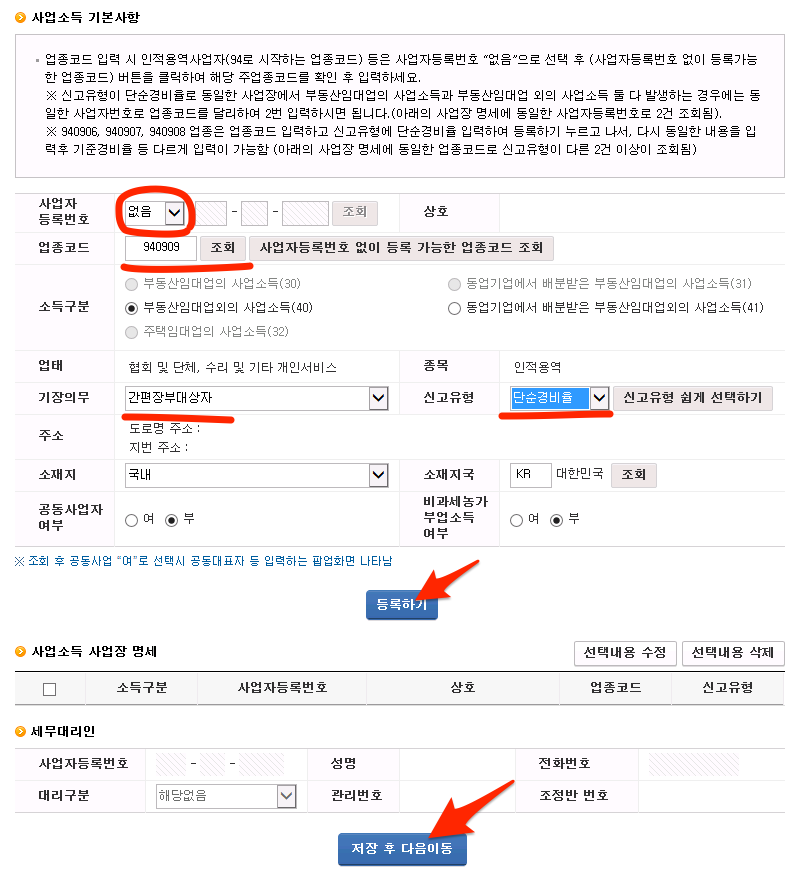 사업소득 기본사항
업종코드 입력 시 인적용역사업자(94로 시작하는 업종코드) 등은 사업자등록번호 “없음”으로 선택 후 (사업자등록번호 없이 등록가능
한 업종코드) 버튼을 클릭하여 해당 주업종코드를 확인 후 입력하세요.
※ 신고유형이 단순경비율로 동일한 사업장에서 부동산임대업의 사업소득과 부동산임대업 외의 사업소득 둘 다 발생하는 경우에는 동
일한 사업자번호로 업종코드를 달리하여 2번 입력하시면 됩니다.(아래의 사업장 명세에 동일한 사업자등록번호로 2건 조회됨).
※ 940906, 940907, 940908 업종은 업종코드 입력하고 신고유형에 단순경비율 입력하여 등록하기 누르고 나서, 다시 동일한 내용을 입
력후 기준경비율 등 다르게 입력이 가능함 (아래의 사업장 명세에 동일한 업종코드로 신고유형이 다른 2건 이상이 조회됨)
사업자
등록번호 없음 - - 조회 상호
업종코드 940909 조회 사업자등록번호 없이 등록 가능한 업종코드 조회
부동산임대업의 사업소득(30) 동업기업에서 배분받은 부동산임대업의 사업소득(31)
소득구분 부동산임대업외의 사업소득(40) 동업기업에서 배분받은 부동산임대업외의 사업소득(41)
주택임대업의 사업소득(32)
업태 협회 및 단체, 수리 및 기타 개인서비스 종목 인적용역
기장의무 간편장부대상자 신고유형 단순경비율 신고유형 쉽게 선택하기
주소 도로명 주소 :
지번 주소 :
소재지 국내 소재지국 KR 대한민국 조회
공동사업자
여부 여 부
비과세농가
부업소득
여부 여 부
※ 조회 후 공동사업 “여”로 선택시 공동대표자 등 입력하는 팝업화면 나타남
등록하기
사업소득 사업장 명세 선택내용 수정 선택내용 삭제
소득구분 사업자등록번호 상호 업종코드 신고유형
세무대리인
사업자등록번호 - - 성명 전화번호
대리구분 해당없음 관리번호 조정반 번호
저장 후 다음이동